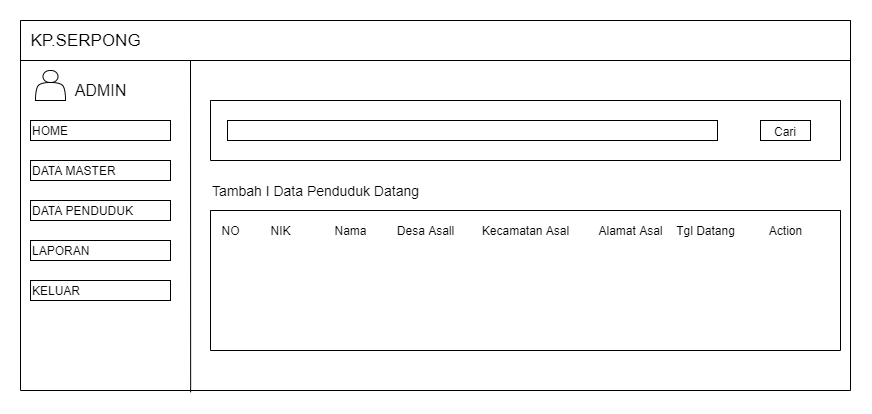 KP.SERPONG
ADMIN
HOME
DATA MASTER
DATA PENDUDUK
LAPORAN
KELUAR
Cari
Tambah I Data Penduduk Datang
NO NIK Nama Desa Asall Kecamatan Asal Alamat Asal Tgl Datang Action